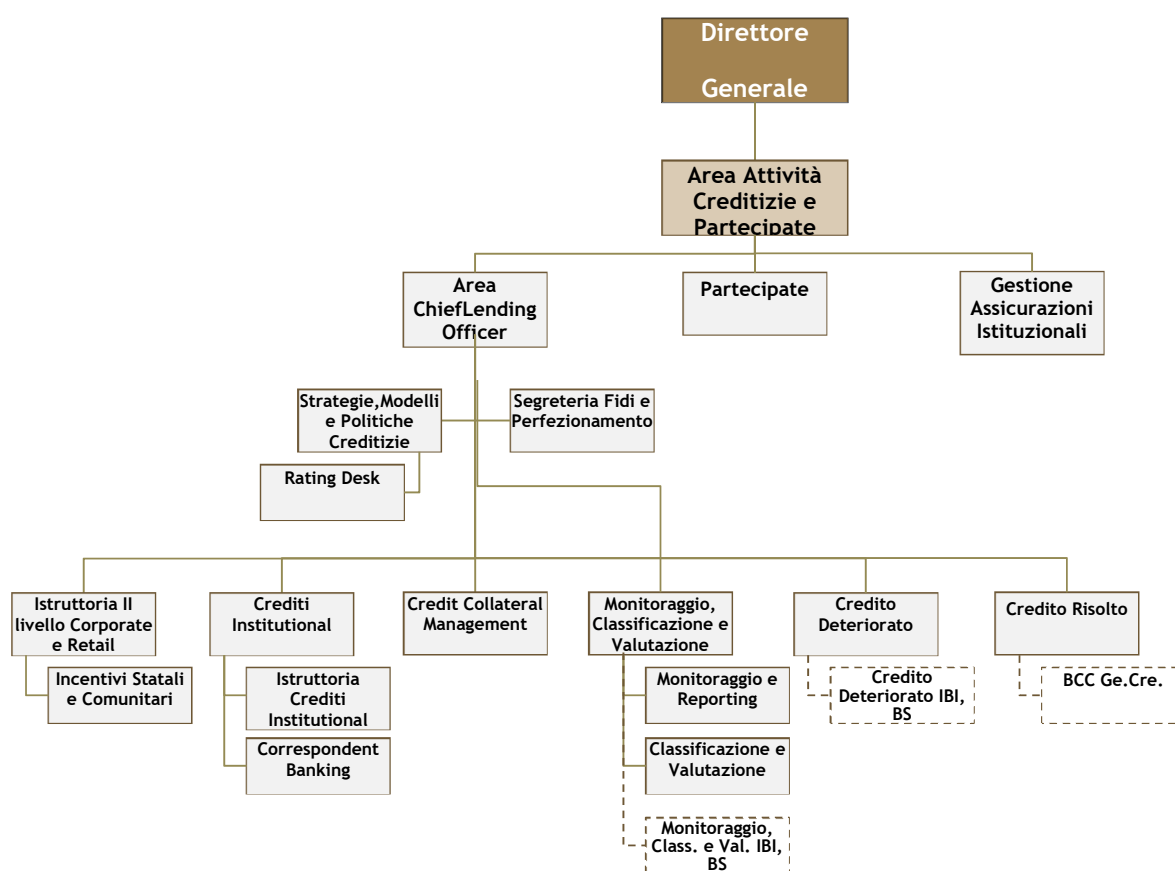 Direttore
Generale
Area Attività
Creditizie e
Partecipate
Area
ChiefLending
Officer
Partecipate
Gestione
Assicurazioni
Istituzionali
Strategie,Modelli
e Politiche
Creditizie
Segreteria Fidi e
Perfezionamento
Rating Desk
Istruttoria II
livello Corporate
e Retail
Crediti
Institutional
Credit Collateral
Management
Monitoraggio,
Classificazione e
Valutazione
Credito
Deteriorato
Credito Risolto
Incentivi Statali
e Comunitari
Istruttoria
Crediti
Institutional
Monitoraggio e
Reporting
Credito
Deteriorato IBI,
BS
BCC Ge.Cre.
Correspondent
Banking
Classificazione e
Valutazione
Monitoraggio,
Class. e Val. IBI,
BS